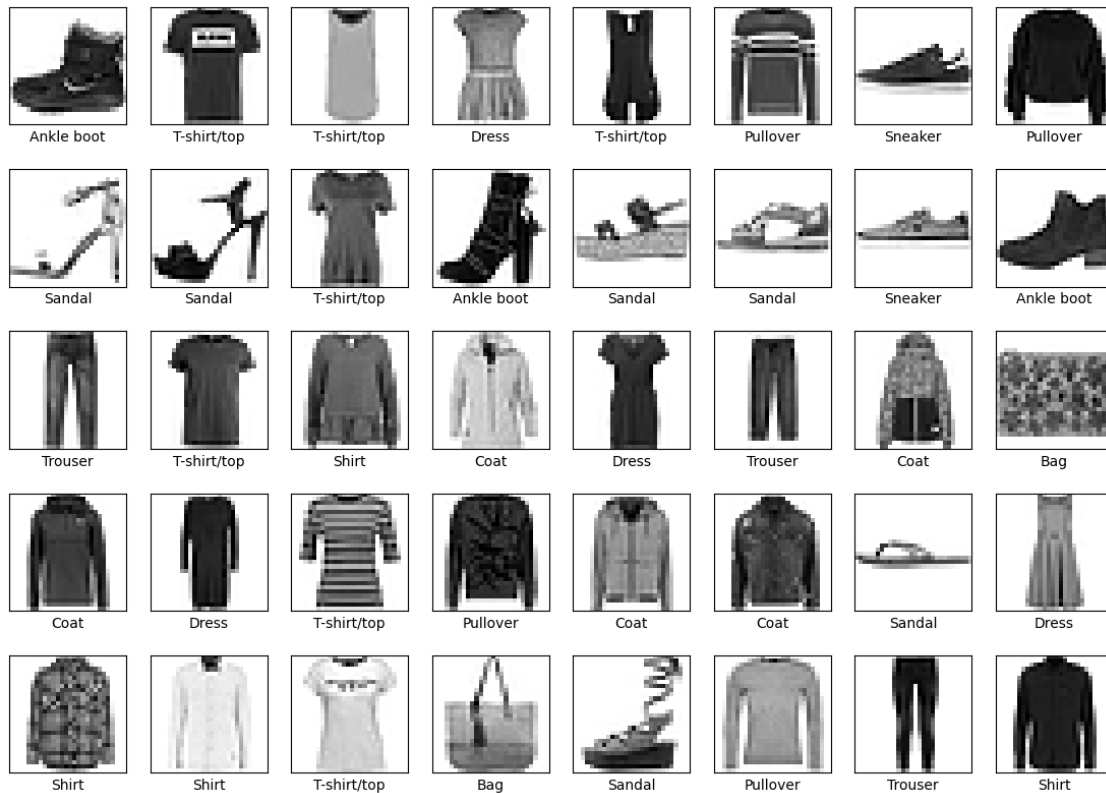 Ankle boot T-shirt/top T-shirt/top Dress T-shirt/top Pullover Sneaker Pullover
Sandal Sandal T-shirt/top Ankle boot Sandal Sandal Sneaker Ankle boot
Trouser T-shirt/top Shirt Coat Dress Trouser Coat Bag
Coat Dress T-shirt/top Pullover Coat Coat Sandal Dress
Shirt Shirt T-shirt/top Bag Sandal Pullover Trouser Shirt